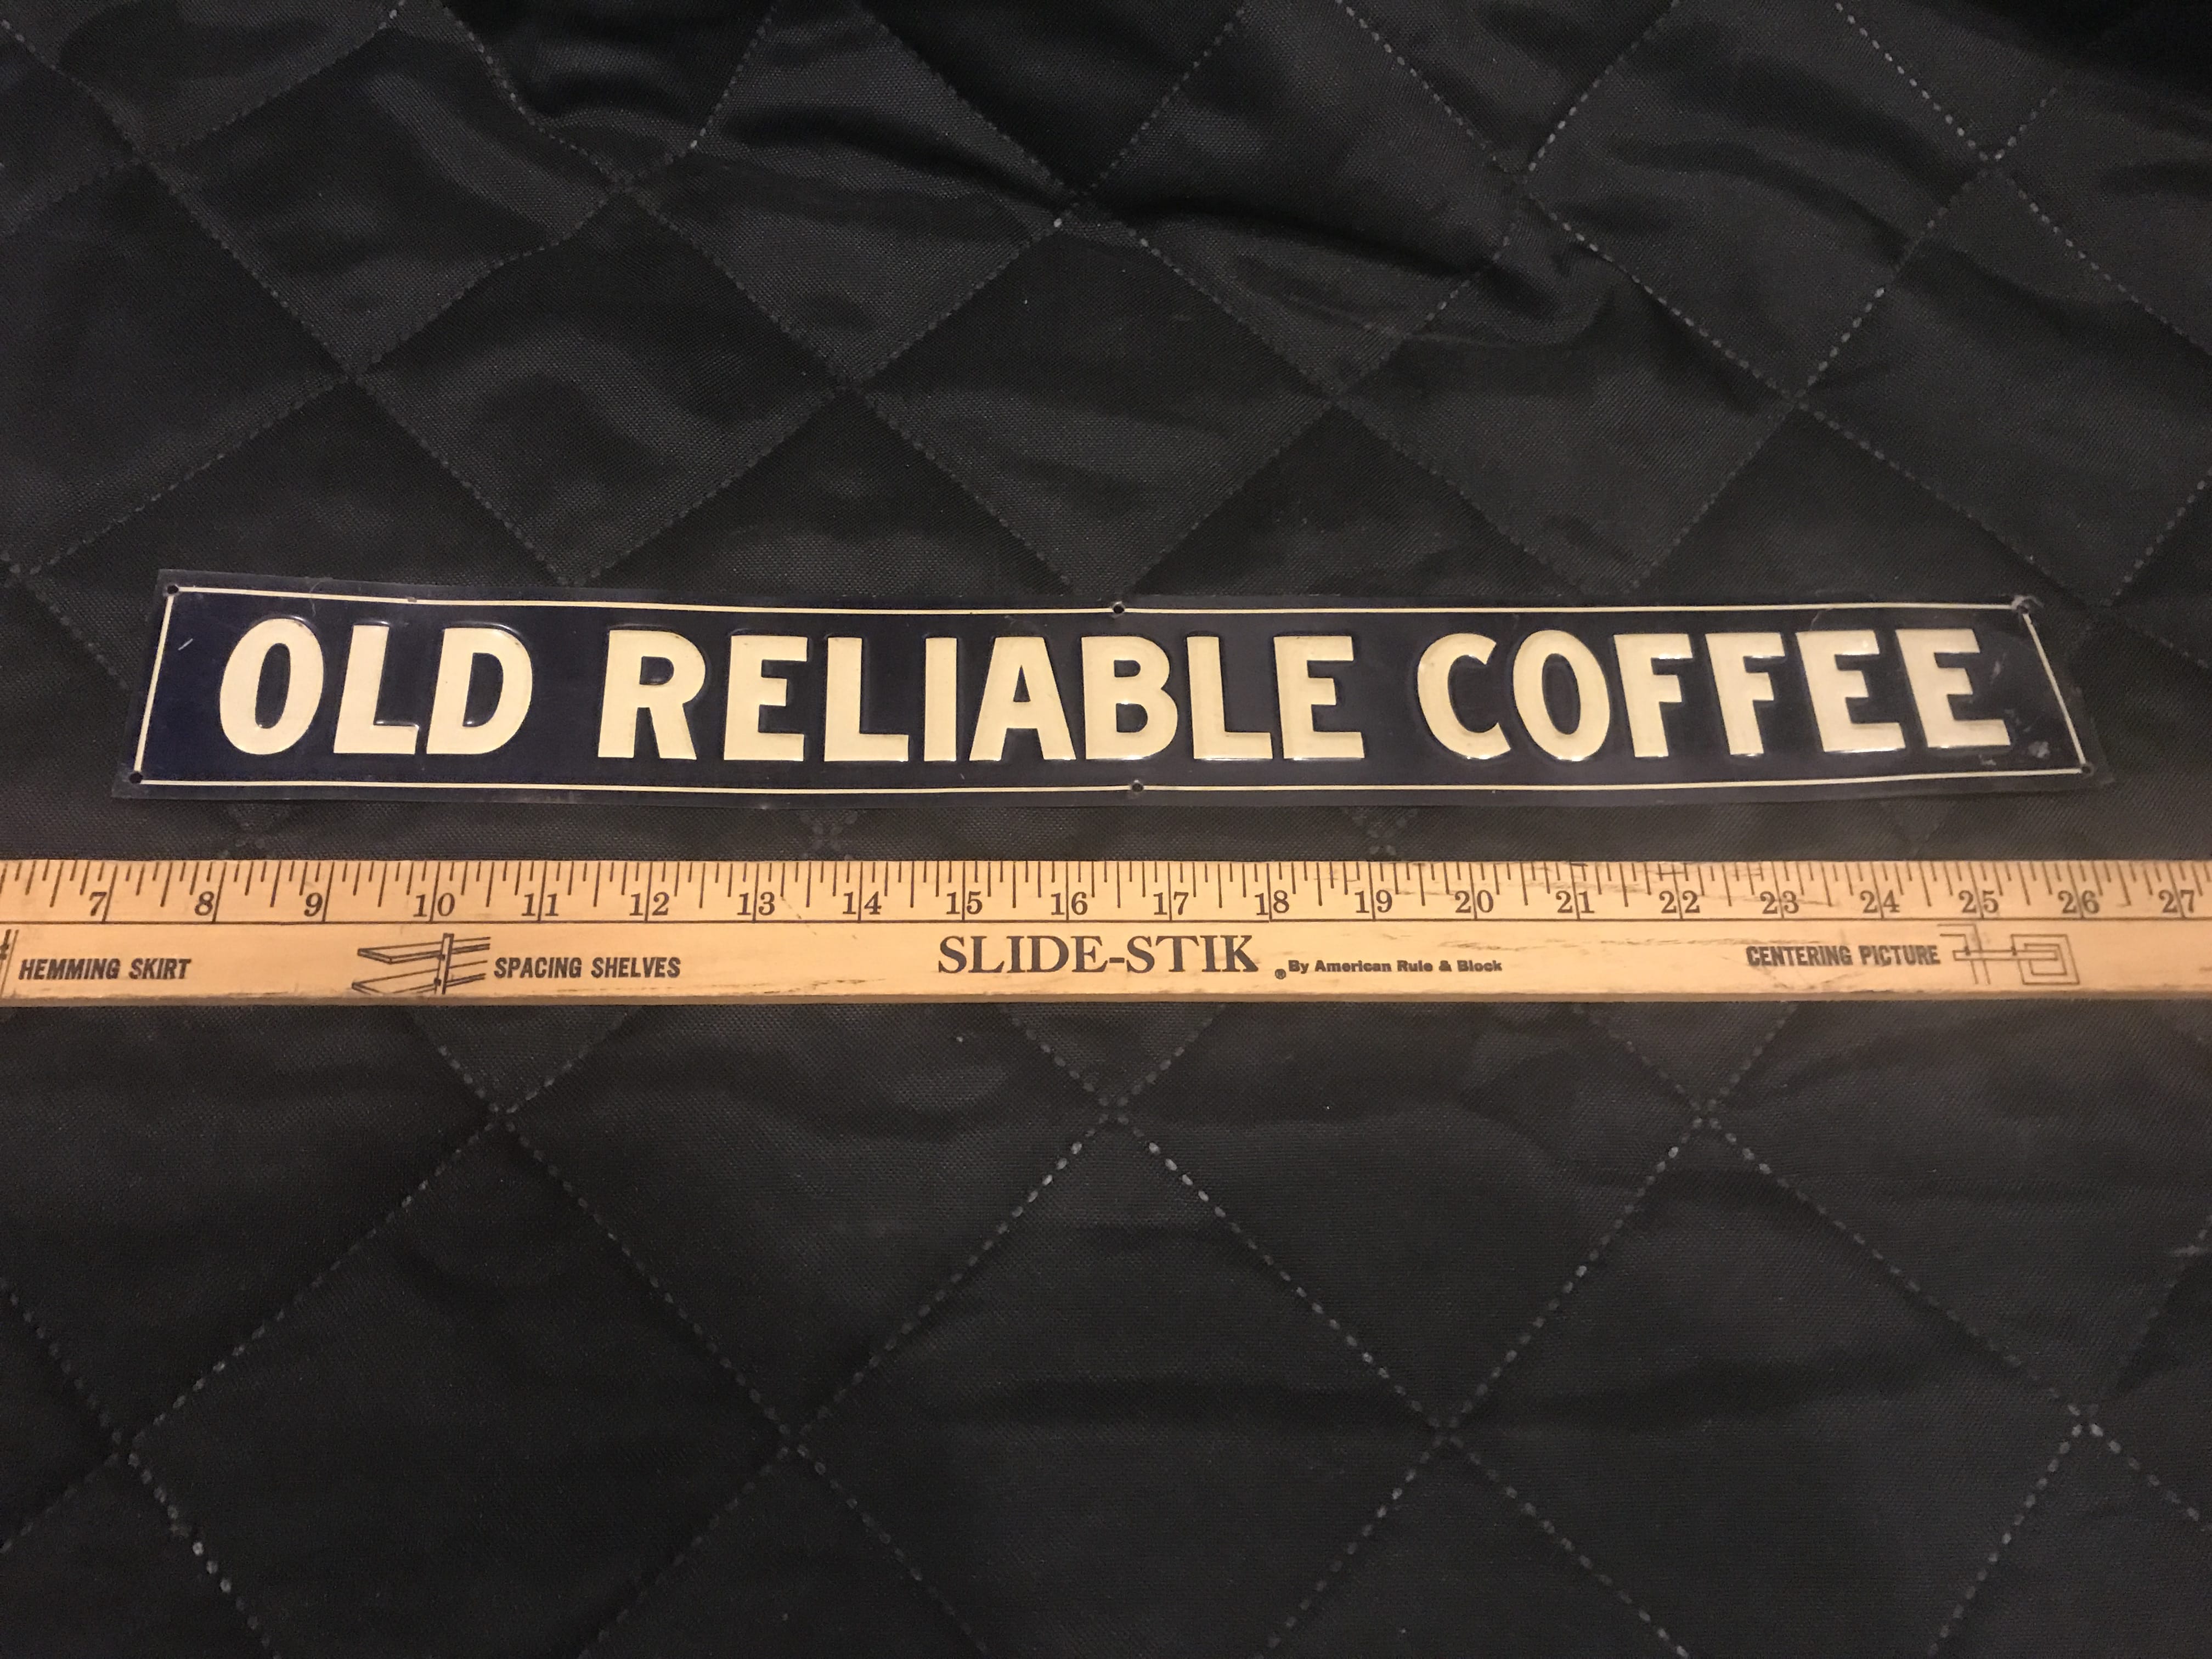 OLD RELIABLE COFFEE
7 8 9 10 11 12 13 14 15 16 17 18 19 20 21 22 23 24 25 26 27
HEMMING SKIRT SPACING SHELVES SLIDE-STIK ® By American Rule & Block CENTERING PICTURE